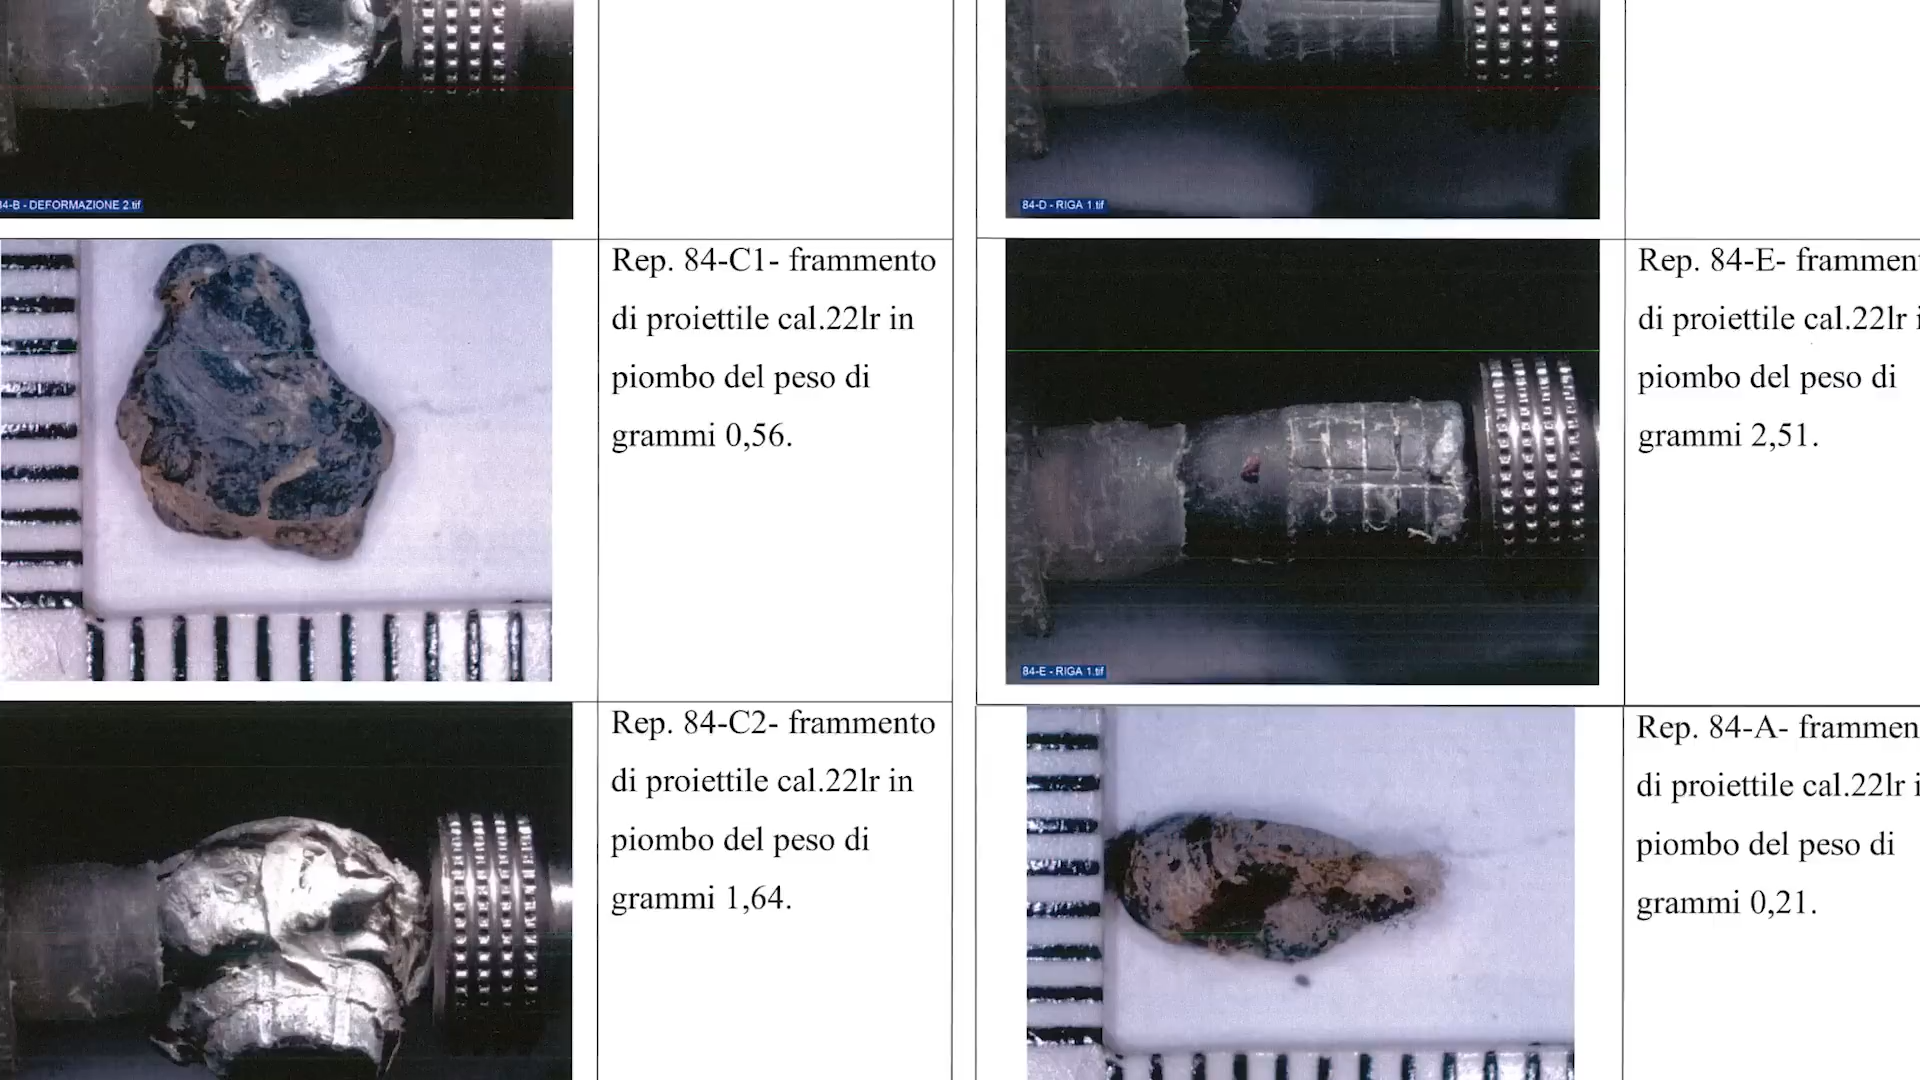 84-B - DEFORMAZIONE 2.tif
Rep. 84-C1- frammento
di proiettile cal.22lr in
piombo del peso di
grammi 0,56.
Rep. 84-C2- frammento
di proiettile cal.22lr in
piombo del peso di
grammi 1,64.
84-D - RIGA 1.tif
Rep. 84-E- frammen
di proiettile cal.22lr i
piombo del peso di
grammi 2,51.
84-E - RIGA 1.tif
Rep. 84-A- frammen
di proiettile cal.22lr i
piombo del peso di
grammi 0,21.